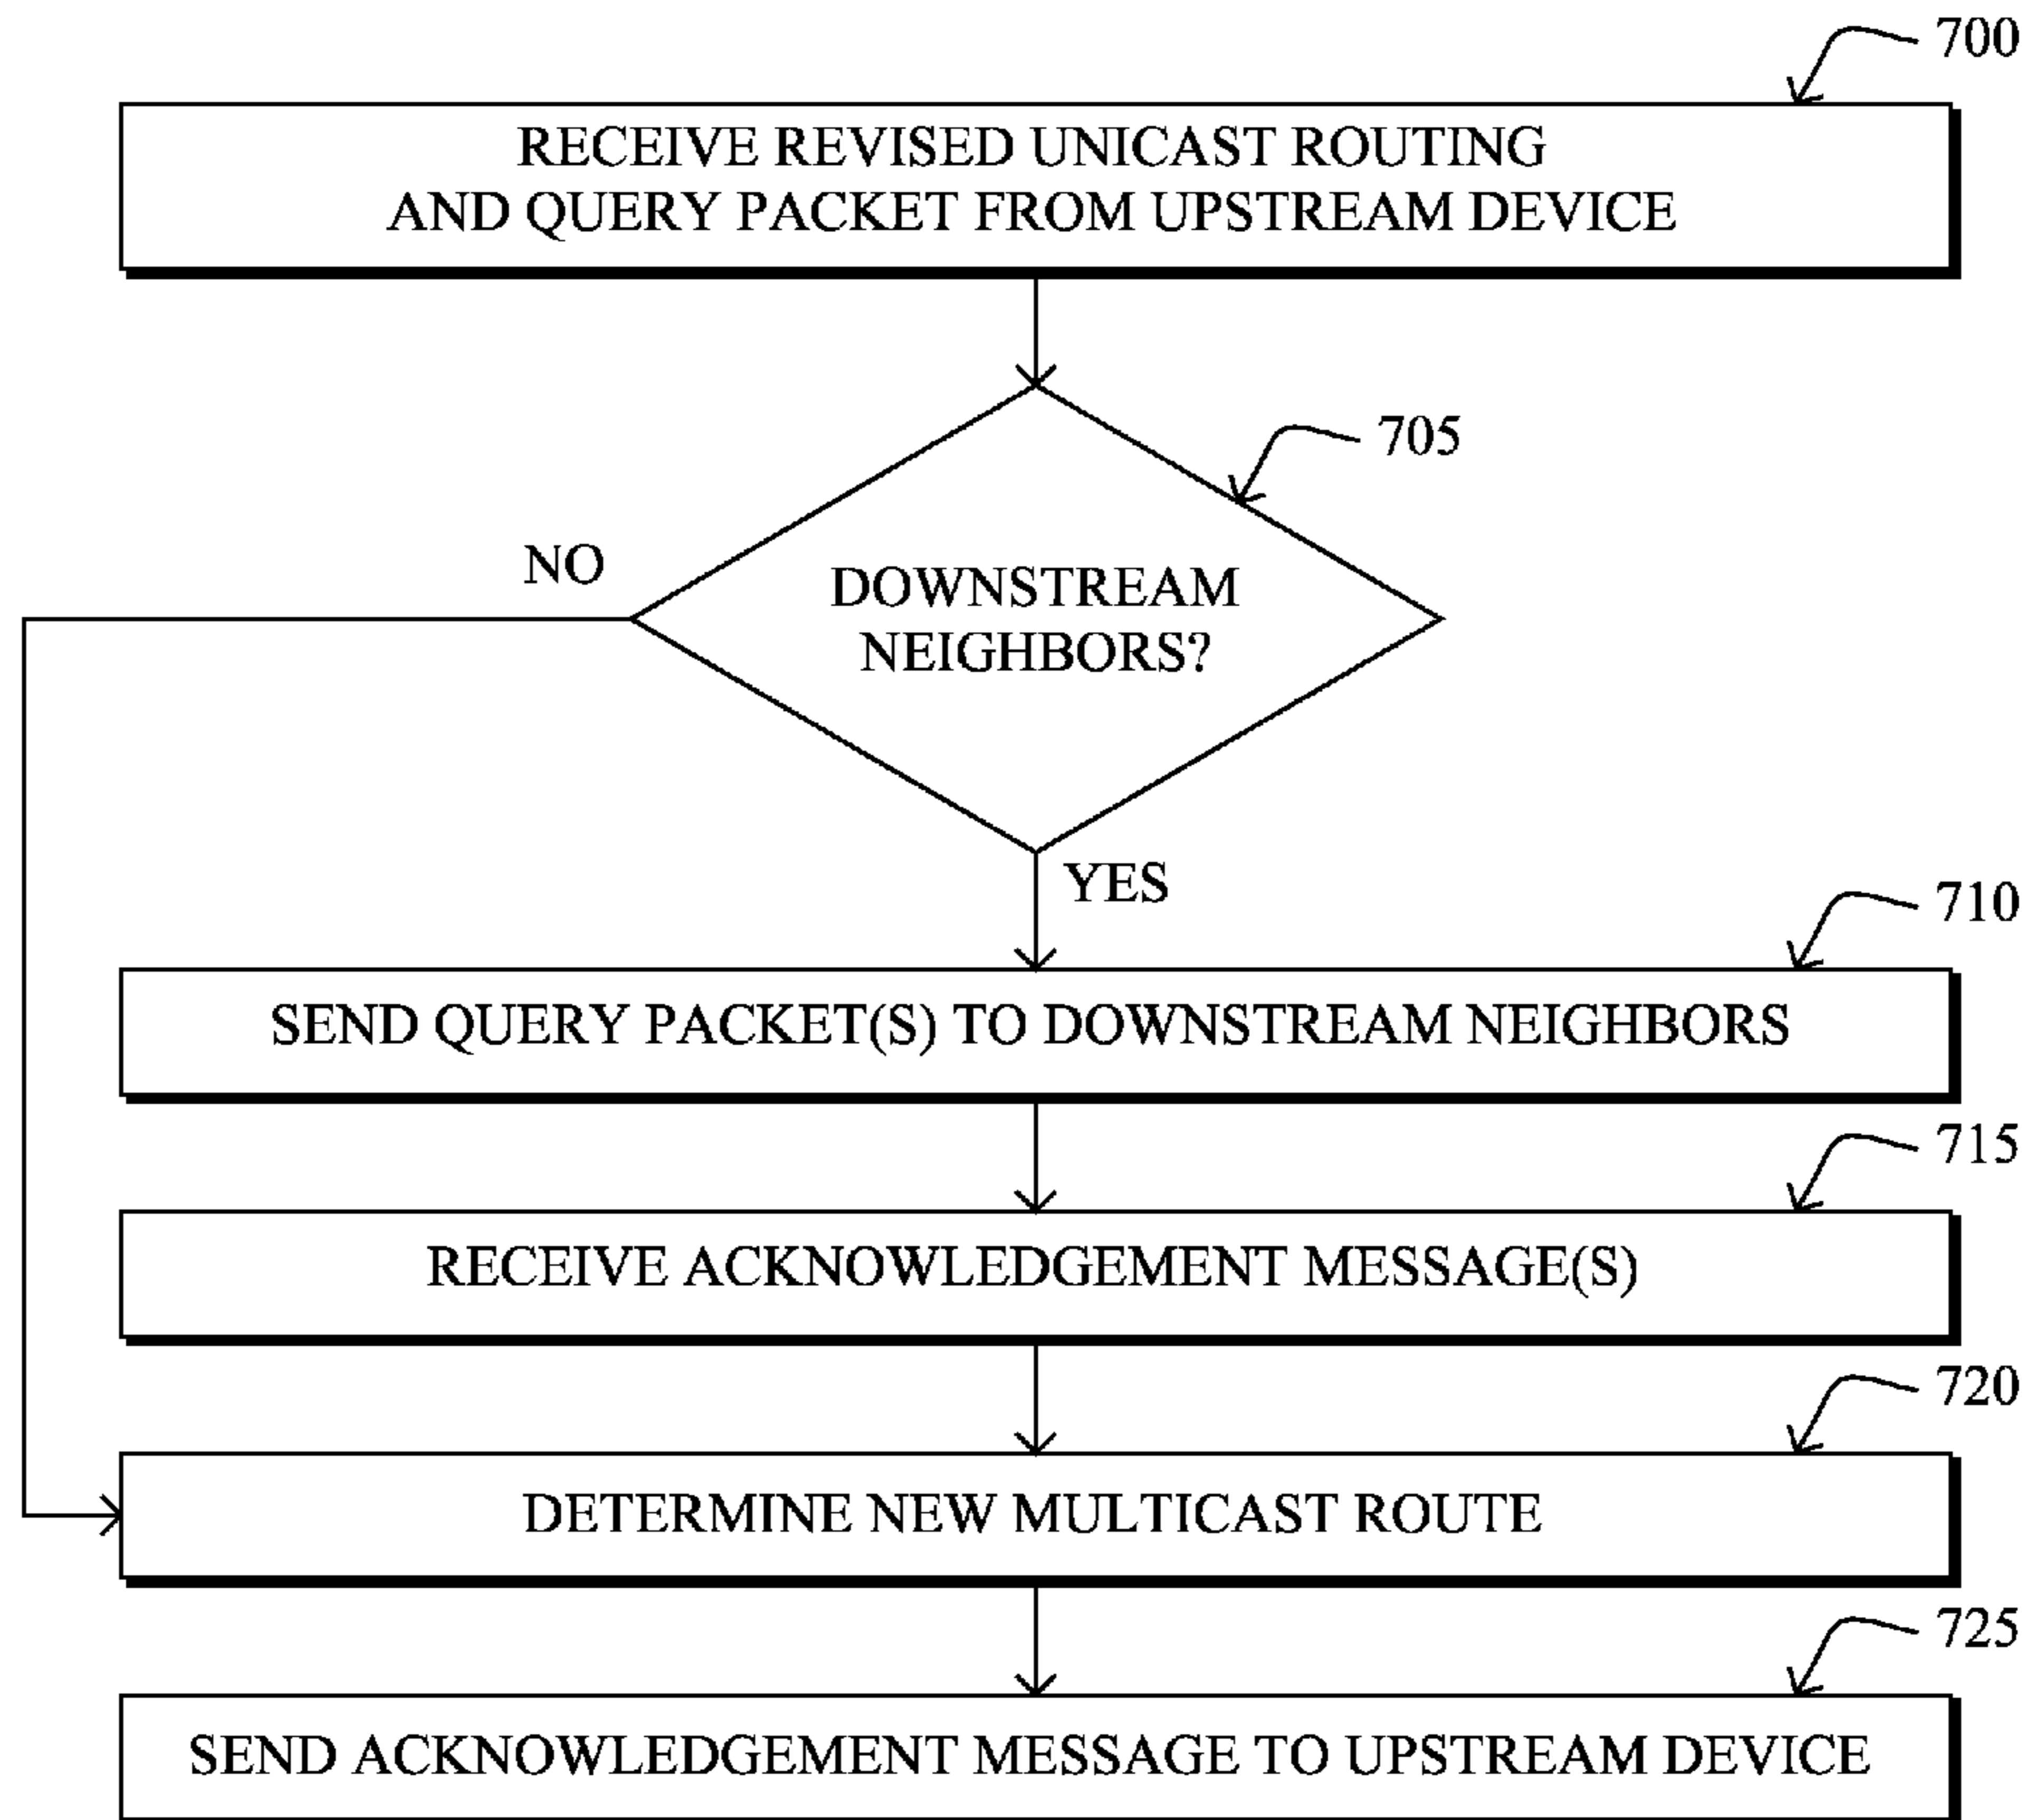 700
RECEIVE REVISED UNICAST ROUTING
AND QUERY PACKET FROM UPSTREAM DEVICE
705
NO
DOWNSTREAM
NEIGHBORS?
YES
710
SEND QUERY PACKET(S) TO DOWNSTREAM NEIGHBORS
715
RECEIVE ACKNOWLEDGEMENT MESSAGE(S)
720
DETERMINE NEW MULTICAST ROUTE
725
SEND ACKNOWLEDGEMENT MESSAGE TO UPSTREAM DEVICE